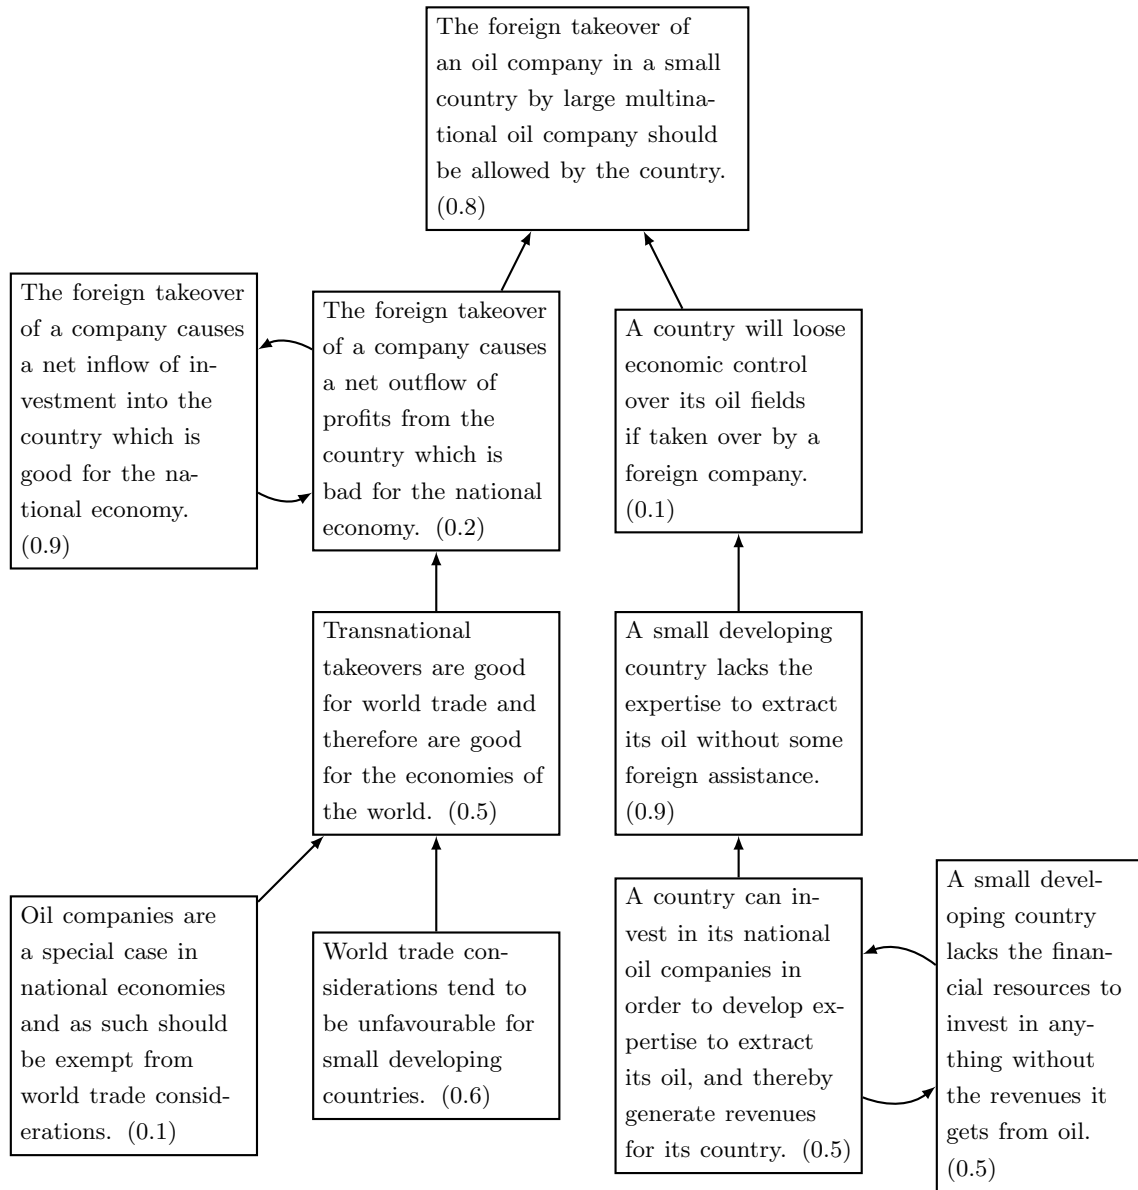 The foreign takeover of
an oil company in a small
country by large multina-
tional oil company should
be allowed by the country.
(0.8)
The foreign takeover
of a company causes
a net inflow of in-
vestment into the
country which is
good for the na-
tional economy.
(0.9)
The foreign takeover
of a company causes
a net outflow of
profits from the
country which is
bad for the national
economy. (0.2)
A country will loose
economic control
over its oil fields
if taken over by a
foreign company.
(0.1)
Transnational
takeovers are good
for world trade and
therefore are good
for the economies of
the world. (0.5)
A small developing
country lacks the
expertise to extract
its oil without some
foreign assistance.
(0.9)
Oil companies are
a special case in
national economies
and as such should
be exempt from
world trade consid-
erations. (0.1)
World trade con-
siderations tend to
be unfavourable for
small developing
countries. (0.6)
A country can in-
vest in its national
oil companies in
order to develop ex-
pertise to extract
its oil, and thereby
generate revenues
for its country. (0.5)
A small devel-
oping country
lacks the finan-
cial resources to
invest in any-
thing without
the revenues it
gets from oil.
(0.5)